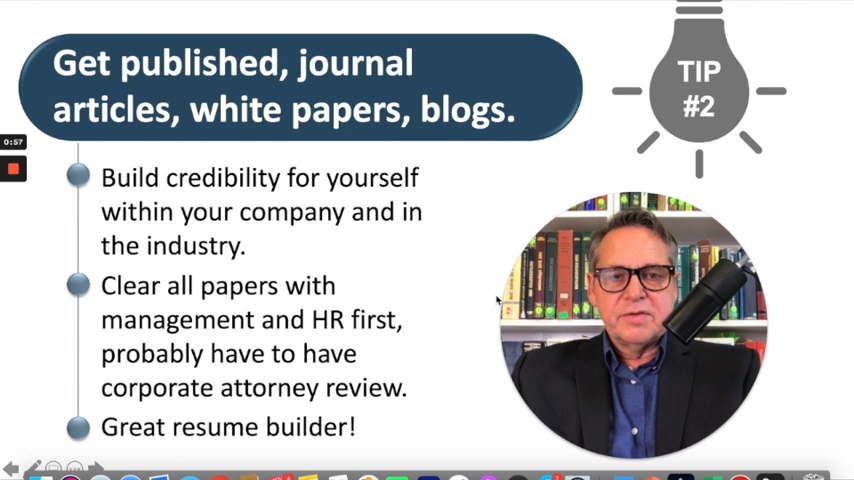 Get published, journal
articles, white papers, blogs.
TIP
#2
0:57
Build credibility for yourself
within your company and in
the industry.
Clear all papers with
management and HR first,
probably have to have
corporate attorney review.
Great resume builder!